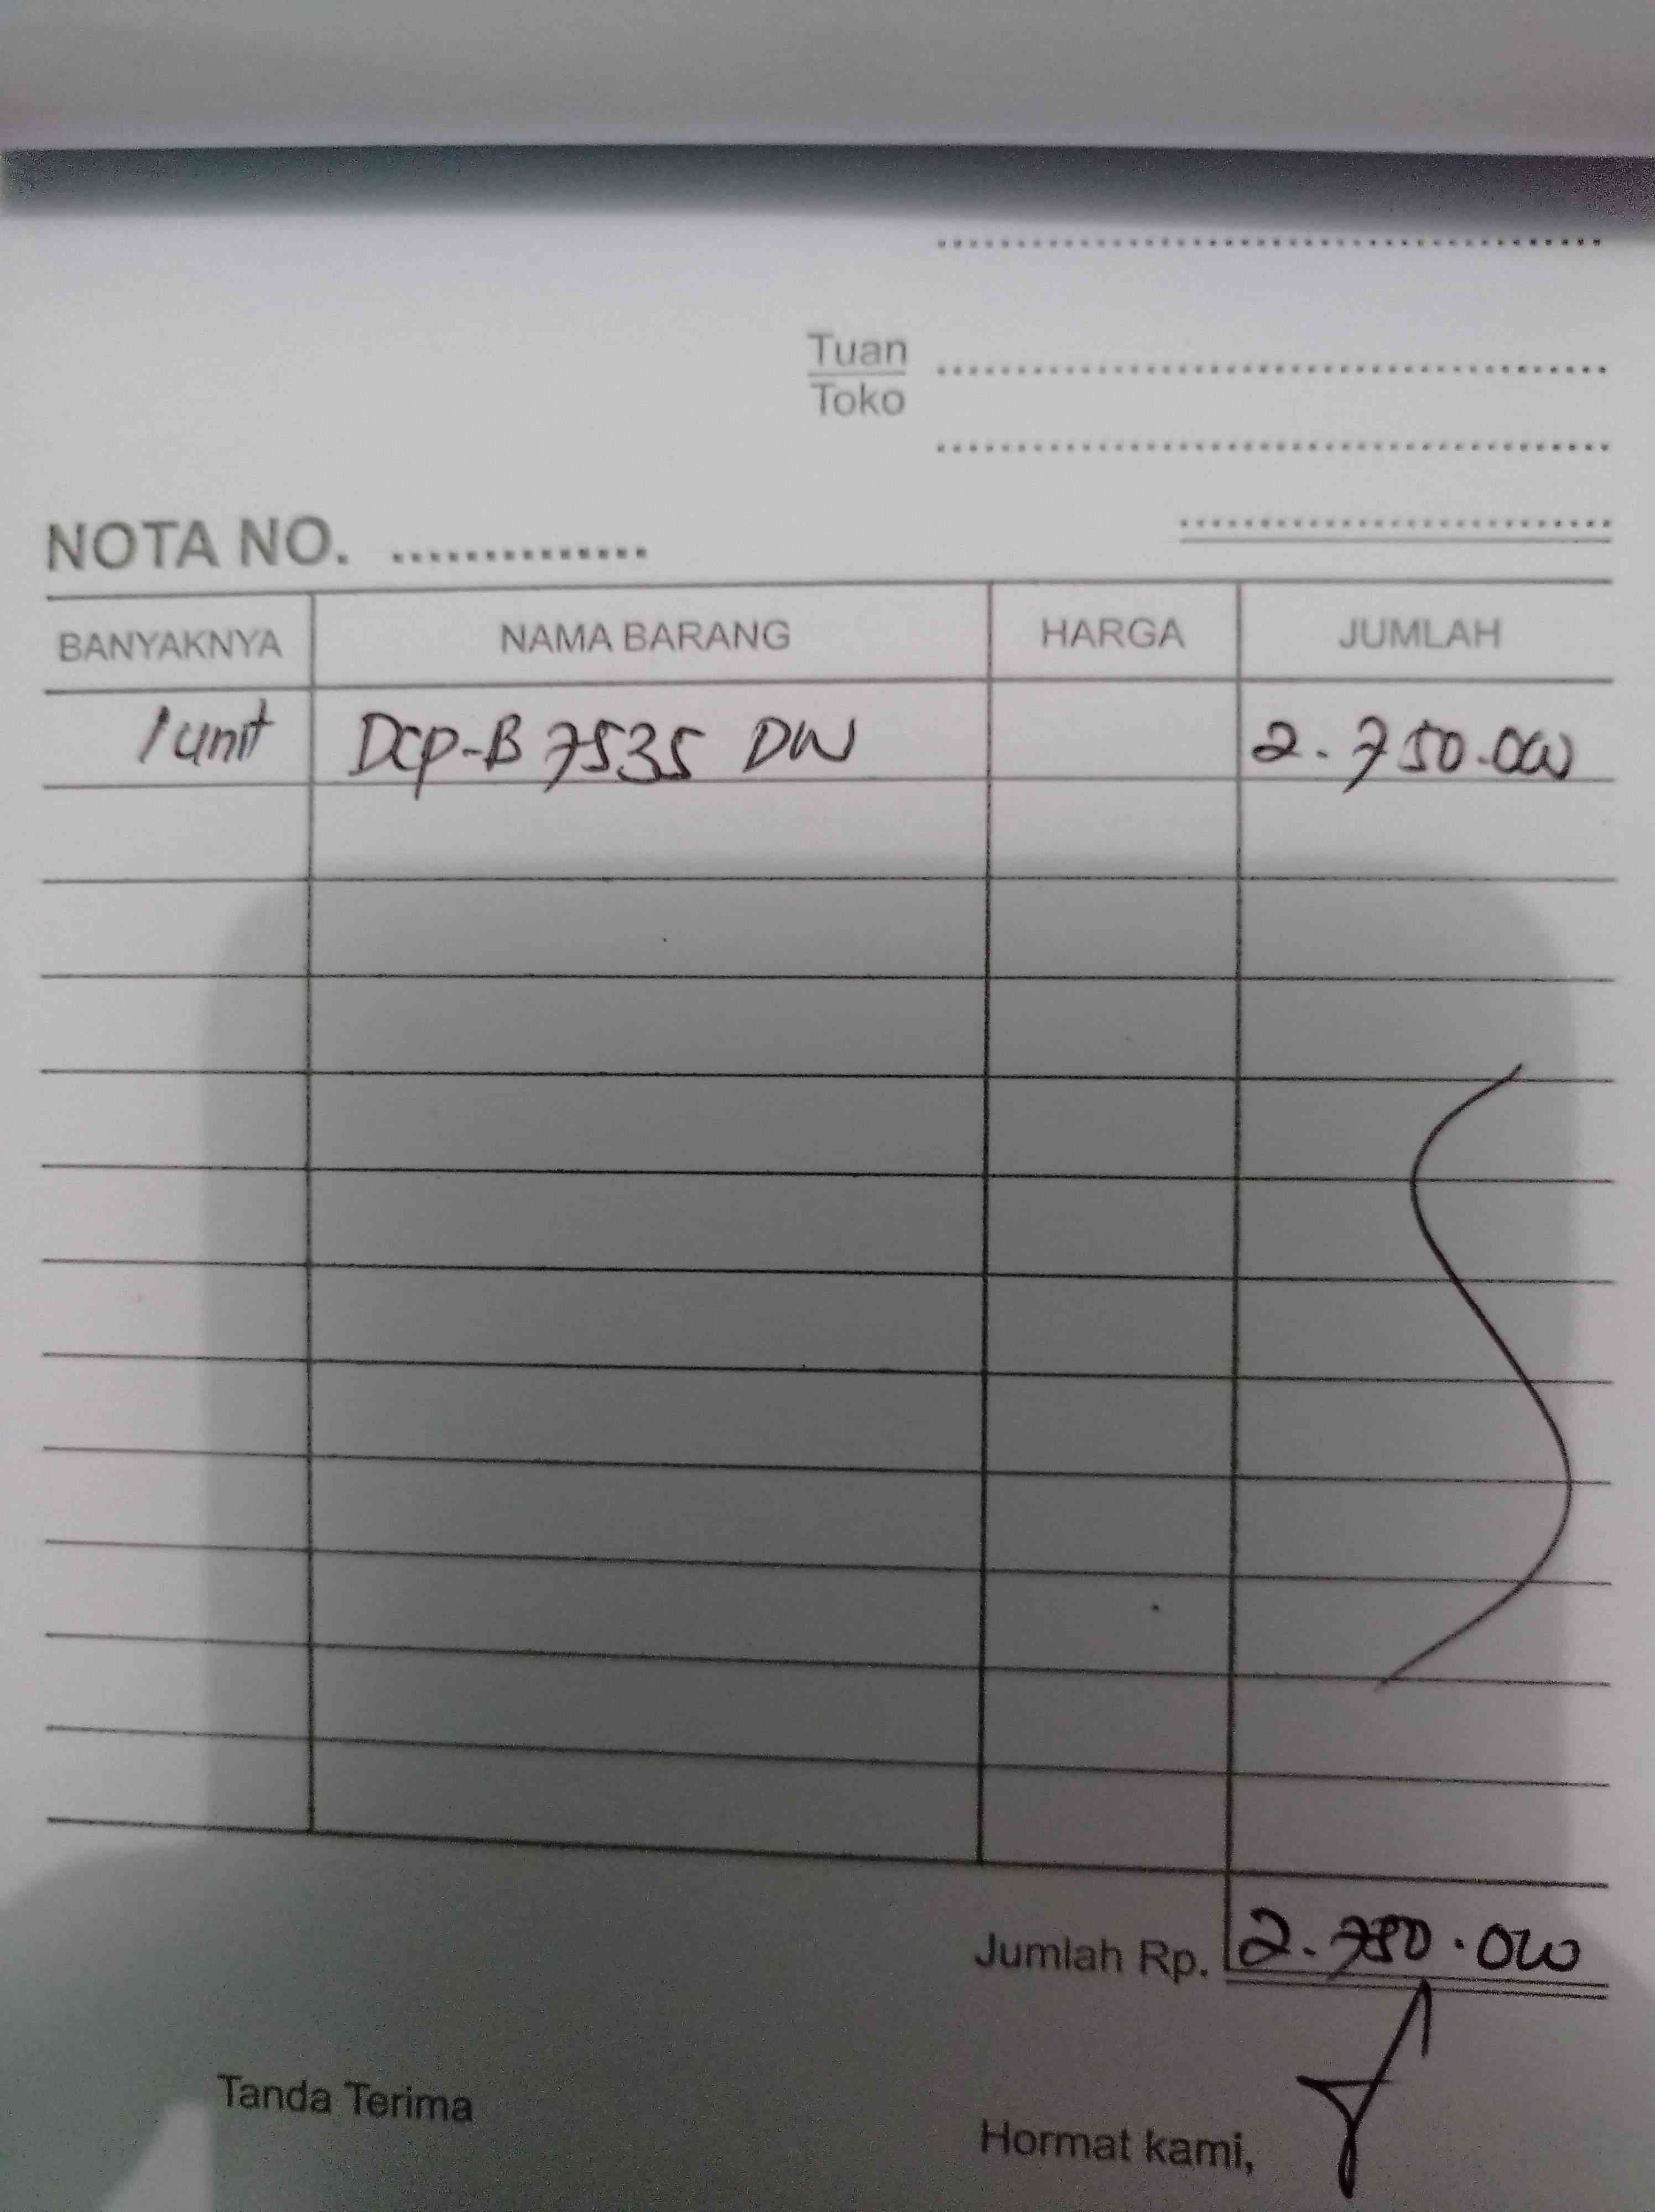 Tuan
Toko
NOTA NO. ..............
BANYAKNYA NAMA BARANG HARGA JUMLAH
1 unit DCP-B 7535 DW 2.750.000
Jumlah Rp. 2.750.000
Tanda Terima
Hormat kami,